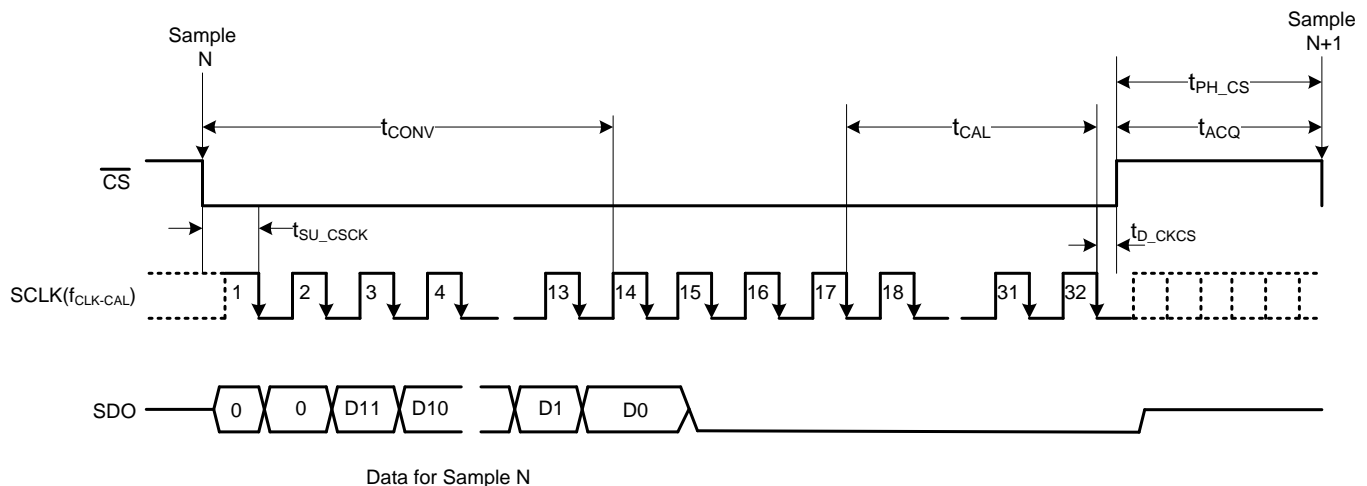 Sample
N
Sample
N+1
tPH_CS
tCONV
tCAL
tACQ
CS
tSU_CSCK
tD_CKCS
SCLK(fCLK-CAL)
1 2 3 4 13 14 15 16 17 18 31 32
SDO
0 0 D11 D10 D1 D0
Data for Sample N